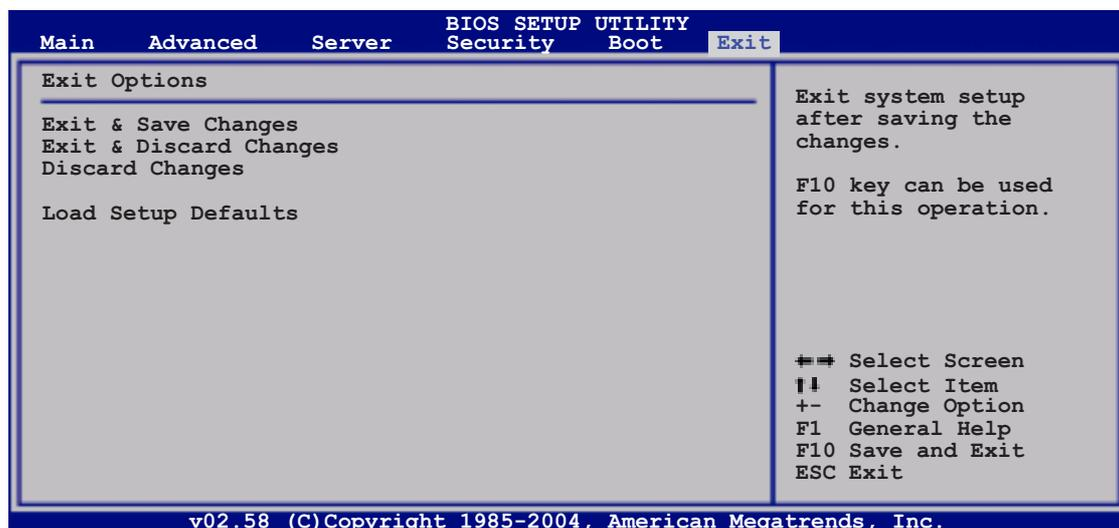 BIOS SETUP UTILITY
Main Advanced Server Security Boot Exit
Exit Options
Exit & Save Changes
Exit & Discard Changes
Discard Changes
Load Setup Defaults
Exit system setup
after saving the
changes.
F10 key can be used
for this operation.
←→ Select Screen
↑↓ Select Item
+- Change Option
F1 General Help
F10 Save and Exit
ESC Exit
v02.58 (C)Copyright 1985-2004, American Megatrends, Inc.